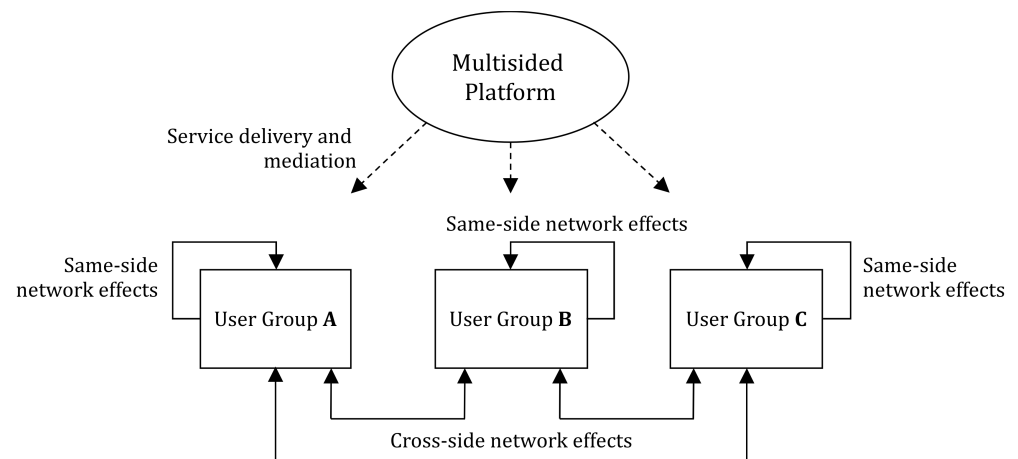 Multisided
Platform
Service delivery and
mediation
Same-side network effects
Same-side
network effects
Same-side
network effects
User Group A
User Group B
User Group C
Cross-side network effects